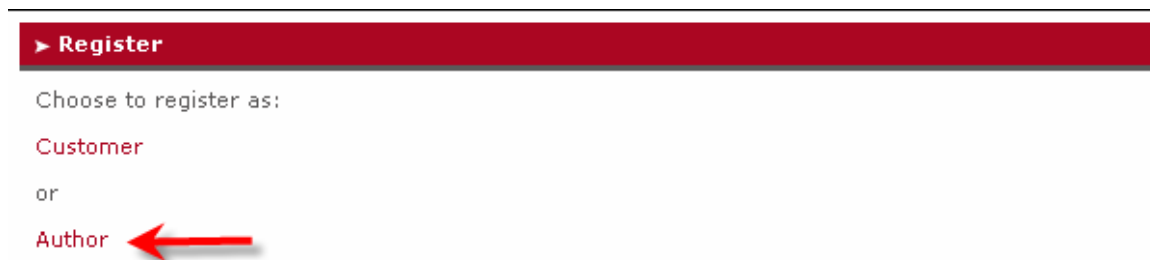 Register
Choose to register as:
Customer
or
Author